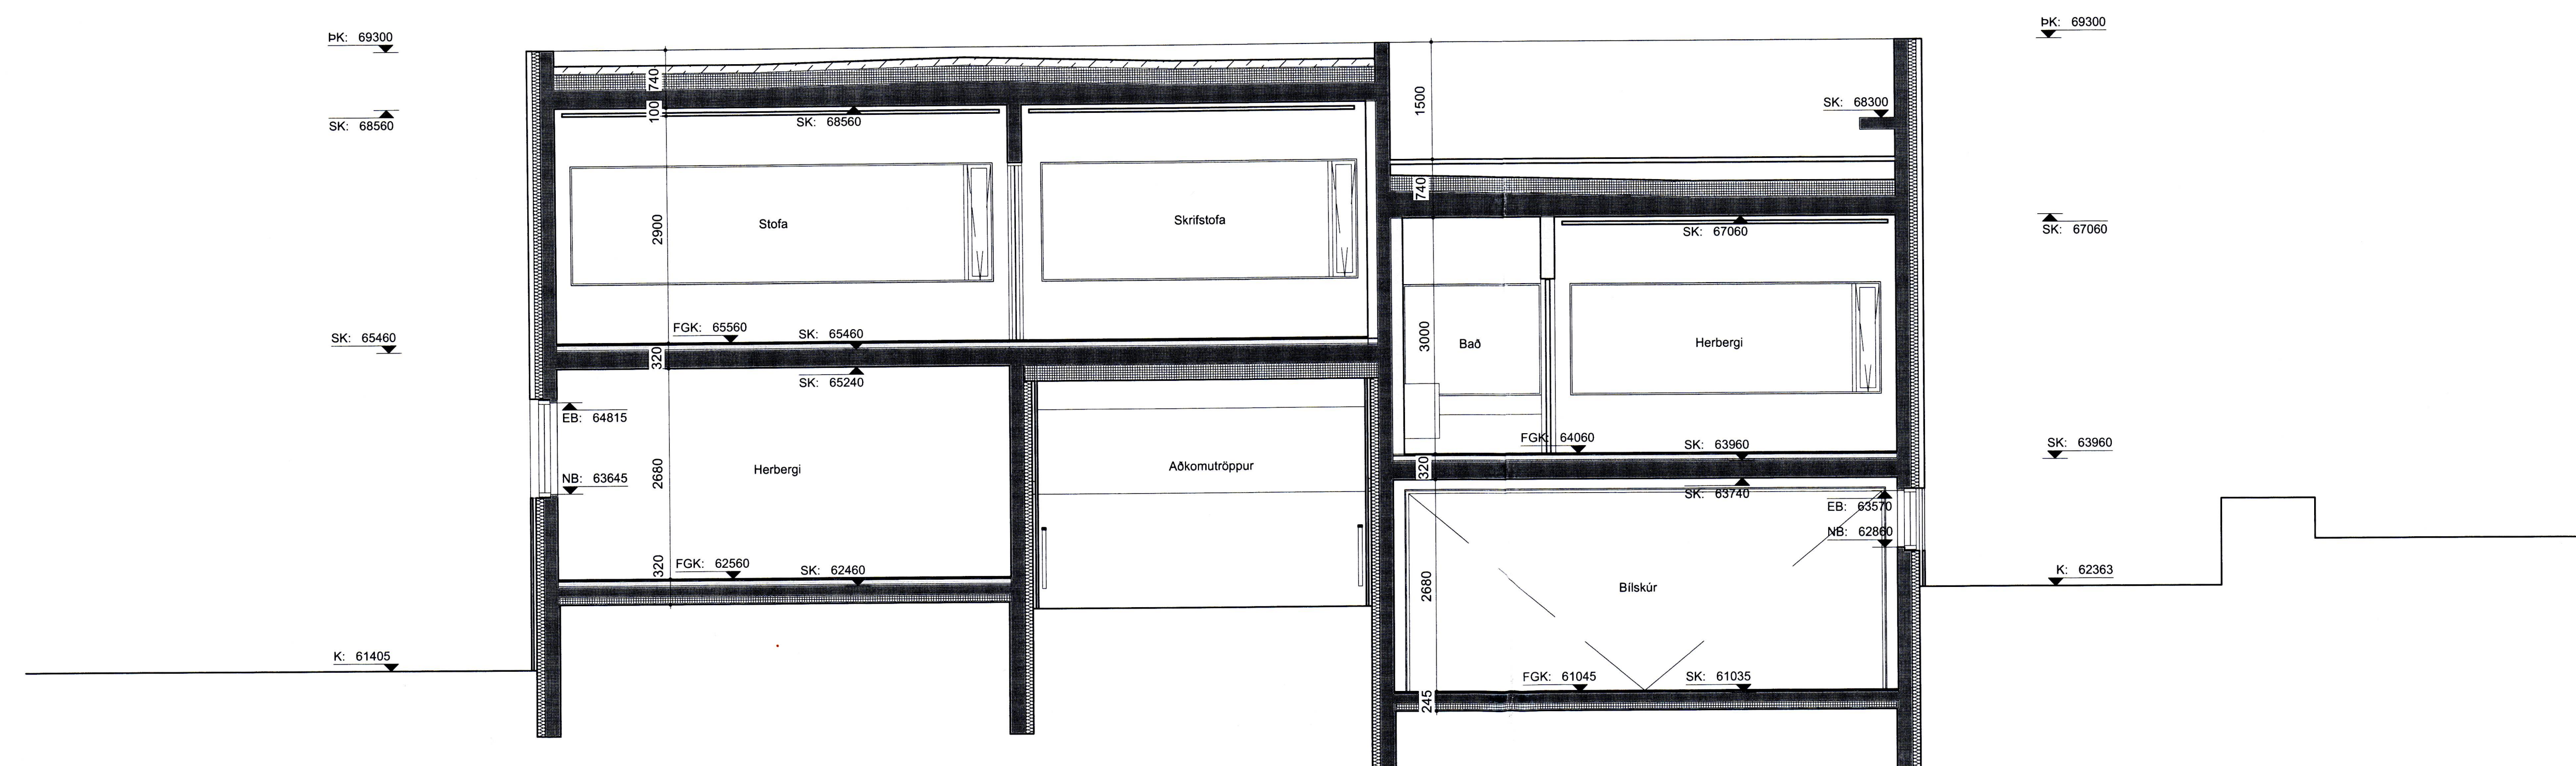 ÞK: 69300
ÞK: 69300
740
1500
SK: 68300
100
SK: 68560
SK: 68560
740
2900
Stofa
Skrifstofa
SK: 67060
SK: 67060
FGK: 65560
SK: 65460
SK: 65460
3000
Bað
Herbergi
320
SK: 65240
EB: 64815
FGK: 64060
SK: 63960
SK: 63960
2680
Herbergi
Aðkomutröppur
320
NB: 63645
SK: 63740
EB: 63570
NB: 62860
320
FGK: 62560
SK: 62460
K: 62363
2680
Bílskúr
K: 61405
FGK: 61045
SK: 61035
245